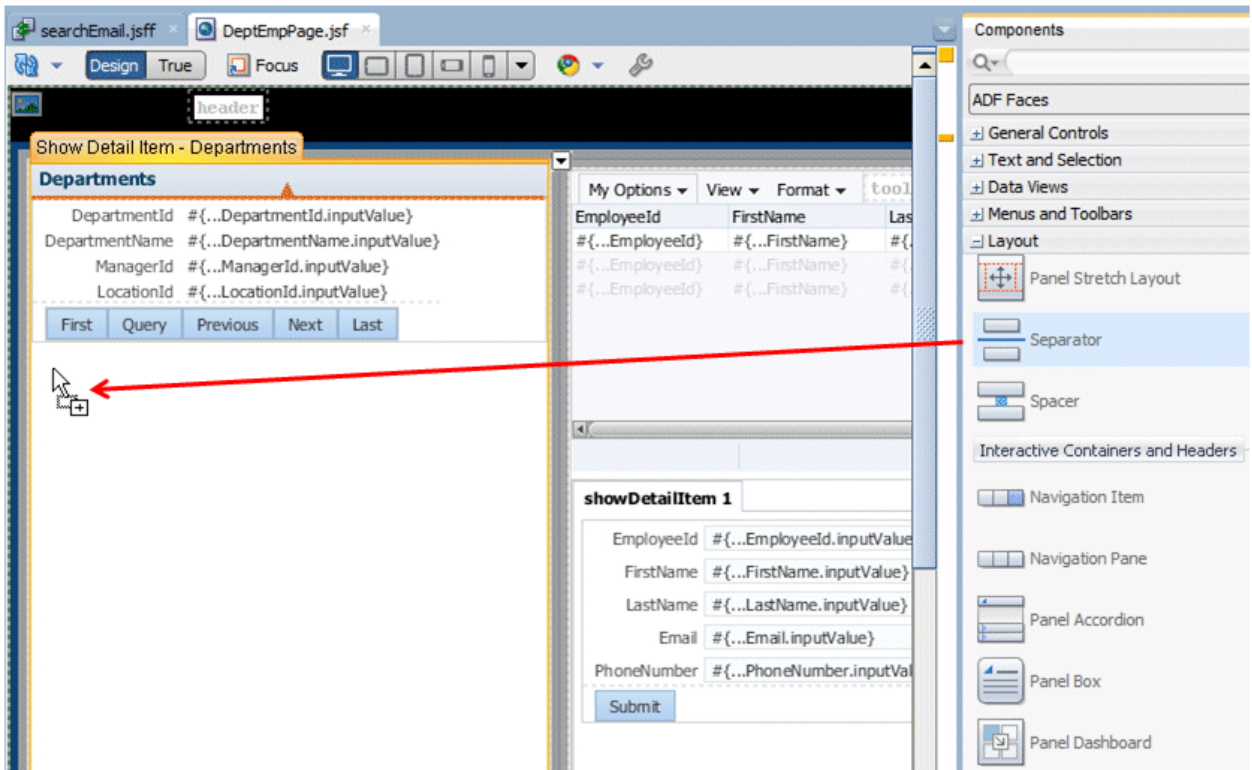 searchEmail.jsff
DeptEmpPage.jsf
Design True Focus
header
Show Detail Item - Departments
Departments
DepartmentId #{...DepartmentId.inputValue}
DepartmentName #{...DepartmentName.inputValue}
ManagerId #{...ManagerId.inputValue}
LocationId #{...LocationId.inputValue}
First Query Previous Next Last
My Options View Format tool
EmployeeId FirstName Las
#{...EmployeeId} #{...FirstName} #{.
#{...EmployeeId} #{...FirstName} #{.
#{...EmployeeId} #{...FirstName} #{.
showDetailItem 1
EmployeeId #{...EmployeeId.inputValue
FirstName #{...FirstName.inputValue}
LastName #{...LastName.inputValue}
Email #{...Email.inputValue}
PhoneNumber #{...PhoneNumber.inputVal
Submit
Components
ADF Faces
General Controls
Text and Selection
Data Views
Menus and Toolbars
Layout
Panel Stretch Layout
Separator
Spacer
Interactive Containers and Headers
Navigation Item
Navigation Pane
Panel Accordion
Panel Box
Panel Dashboard